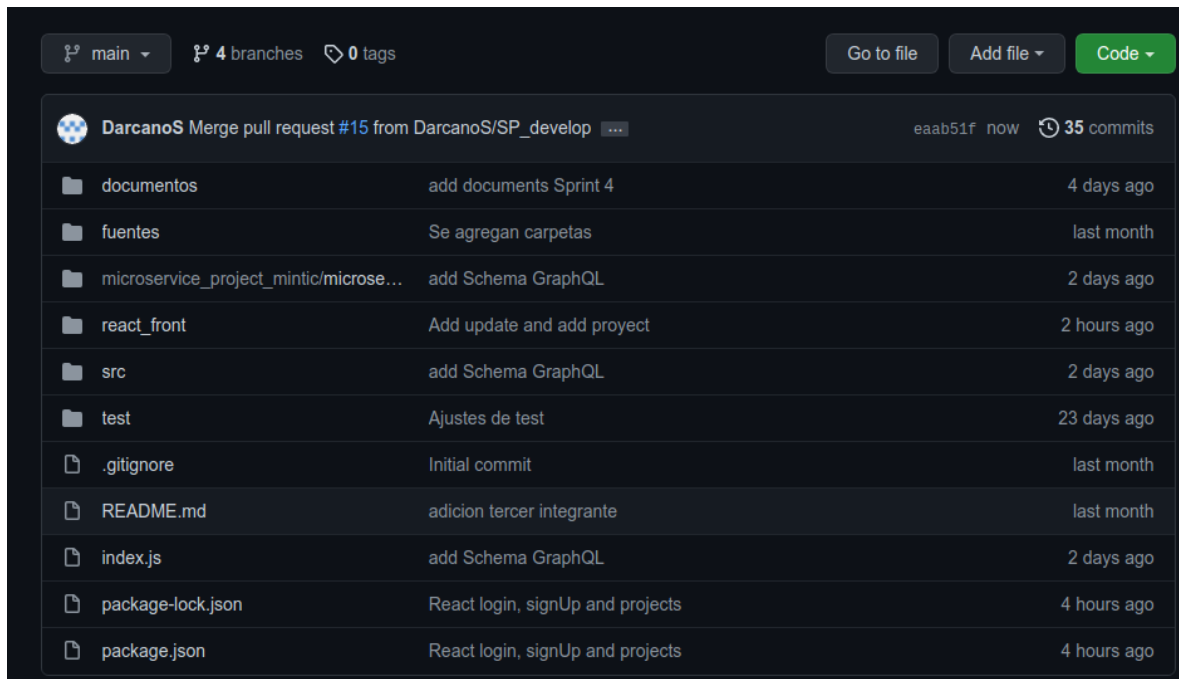 main 4 branches 0 tags Go to file Add file Code
DarcanoS Merge pull request #15 from DarcanoS/SP_develop ... eaab51f now 35 commits
documentos add documents Sprint 4 4 days ago
fuentes Se agregan carpetas last month
microservice_project_mintic/microse... add Schema GraphQL 2 days ago
react_front Add update and add proyect 2 hours ago
src add Schema GraphQL 2 days ago
test Ajustes de test 23 days ago
.gitignore Initial commit last month
README.md adicion tercer integrante last month
index.js add Schema GraphQL 2 days ago
package-lock.json React login, signUp and projects 4 hours ago
package.json React login, signUp and projects 4 hours ago